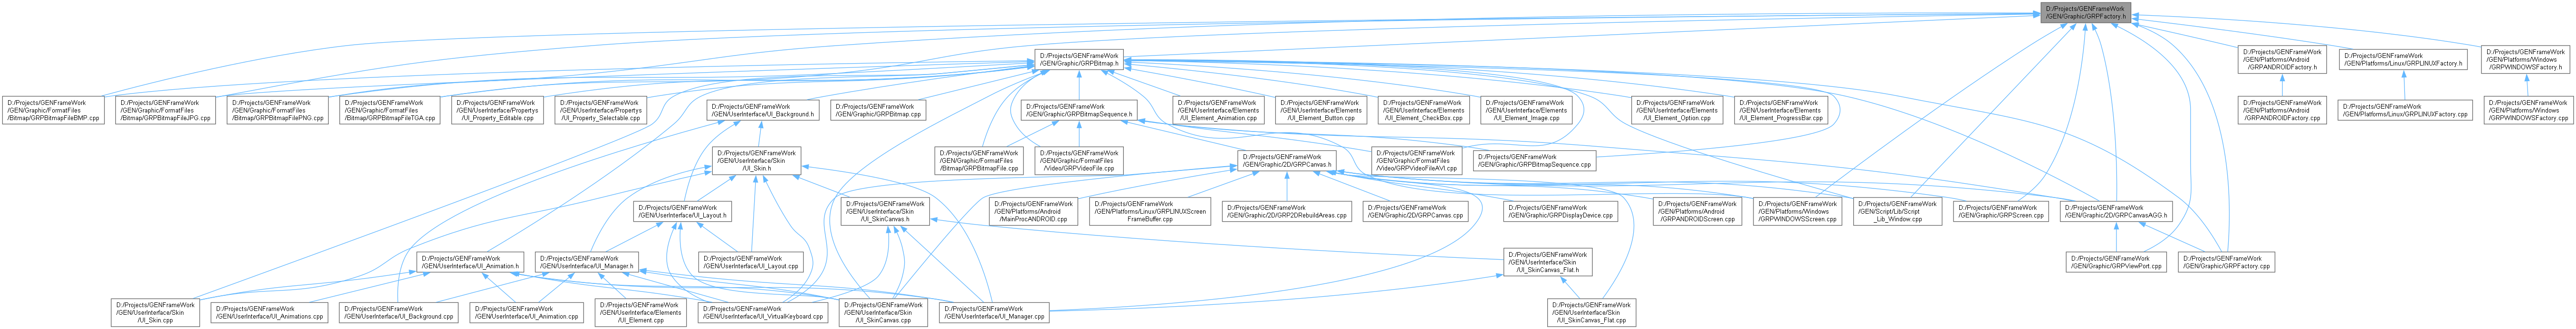 D:/Projects/GENFrameWork
/GEN/Graphic/GRPFactory.h
D:/Projects/GENFrameWork
/GEN/Graphic/GRPBitmap.h
D:/Projects/GENFrameWork
/GEN/Platforms/Android
/GRPANDROIDFactory.h
D:/Projects/GENFrameWork
/GEN/Platforms/Linux/GRPLINUXFactory.h
D:/Projects/GENFrameWork
/GEN/Platforms/Windows
/GRPWINDOWSFactory.h
D:/Projects/GENFrameWork
/GEN/Graphic/FormatFiles
/Bitmap/GRPBitmapFileBMP.cpp
D:/Projects/GENFrameWork
/GEN/Graphic/FormatFiles
/Bitmap/GRPBitmapFileJPG.cpp
D:/Projects/GENFrameWork
/GEN/Graphic/FormatFiles
/Bitmap/GRPBitmapFilePNG.cpp
D:/Projects/GENFrameWork
/GEN/Graphic/FormatFiles
/Bitmap/GRPBitmapFileTGA.cpp
D:/Projects/GENFrameWork
/GEN/UserInterface/Propertys
/UI_Property_Editable.cpp
D:/Projects/GENFrameWork
/GEN/UserInterface/Propertys
/UI_Property_Selectable.cpp
D:/Projects/GENFrameWork
/GEN/UserInterface/UI_Background.h
D:/Projects/GENFrameWork
/GEN/Graphic/GRPBitmap.cpp
D:/Projects/GENFrameWork
/GEN/Graphic/GRPBitmapSequence.h
D:/Projects/GENFrameWork
/GEN/UserInterface/Elements
/UI_Element_Animation.cpp
D:/Projects/GENFrameWork
/GEN/UserInterface/Elements
/UI_Element_Button.cpp
D:/Projects/GENFrameWork
/GEN/UserInterface/Elements
/UI_Element_CheckBox.cpp
D:/Projects/GENFrameWork
/GEN/UserInterface/Elements
/UI_Element_Image.cpp
D:/Projects/GENFrameWork
/GEN/UserInterface/Elements
/UI_Element_Option.cpp
D:/Projects/GENFrameWork
/GEN/UserInterface/Elements
/UI_Element_ProgressBar.cpp
D:/Projects/GENFrameWork
/GEN/Platforms/Android
/GRPANDROIDFactory.cpp
D:/Projects/GENFrameWork
/GEN/Platforms/Linux/GRPLINUXFactory.cpp
D:/Projects/GENFrameWork
/GEN/Platforms/Windows
/GRPWINDOWSFactory.cpp
D:/Projects/GENFrameWork
/GEN/UserInterface/Skin
/UI_Skin.h
D:/Projects/GENFrameWork
/GEN/Graphic/FormatFiles
/Bitmap/GRPBitmapFile.cpp
D:/Projects/GENFrameWork
/GEN/Graphic/FormatFiles
/Video/GRPVideoFile.cpp
D:/Projects/GENFrameWork
/GEN/Graphic/2D/GRPCanvas.h
D:/Projects/GENFrameWork
/GEN/Graphic/FormatFiles
/Video/GRPVideoFileAVI.cpp
D:/Projects/GENFrameWork
/GEN/Graphic/GRPBitmapSequence.cpp
D:/Projects/GENFrameWork
/GEN/UserInterface/UI_Layout.h
D:/Projects/GENFrameWork
/GEN/UserInterface/Skin
/UI_SkinCanvas.h
D:/Projects/GENFrameWork
/GEN/Platforms/Android
/MainProcANDROID.cpp
D:/Projects/GENFrameWork
/GEN/Platforms/Linux/GRPLINUXScreen
FrameBuffer.cpp
D:/Projects/GENFrameWork
/GEN/Graphic/2D/GRP2DRebuildAreas.cpp
D:/Projects/GENFrameWork
/GEN/Graphic/2D/GRPCanvas.cpp
D:/Projects/GENFrameWork
/GEN/Graphic/GRPDisplayDevice.cpp
D:/Projects/GENFrameWork
/GEN/Platforms/Android
/GRPANDROIDScreen.cpp
D:/Projects/GENFrameWork
/GEN/Platforms/Windows
/GRPWINDOWSScreen.cpp
D:/Projects/GENFrameWork
/GEN/Script/Lib/Script
_Lib_Window.cpp
D:/Projects/GENFrameWork
/GEN/Graphic/GRPScreen.cpp
D:/Projects/GENFrameWork
/GEN/Graphic/2D/GRPCanvasAGG.h
D:/Projects/GENFrameWork
/GEN/UserInterface/UI_Animation.h
D:/Projects/GENFrameWork
/GEN/UserInterface/UI_Manager.h
D:/Projects/GENFrameWork
/GEN/UserInterface/UI_Layout.cpp
D:/Projects/GENFrameWork
/GEN/UserInterface/Skin
/UI_SkinCanvas_Flat.h
D:/Projects/GENFrameWork
/GEN/Graphic/GRPViewPort.cpp
D:/Projects/GENFrameWork
/GEN/Graphic/GRPFactory.cpp
D:/Projects/GENFrameWork
/GEN/UserInterface/Skin
/UI_Skin.cpp
D:/Projects/GENFrameWork
/GEN/UserInterface/UI_Animations.cpp
D:/Projects/GENFrameWork
/GEN/UserInterface/UI_Background.cpp
D:/Projects/GENFrameWork
/GEN/UserInterface/UI_Animation.cpp
D:/Projects/GENFrameWork
/GEN/UserInterface/Elements
/UI_Element.cpp
D:/Projects/GENFrameWork
/GEN/UserInterface/UI_VirtualKeyboard.cpp
D:/Projects/GENFrameWork
/GEN/UserInterface/Skin
/UI_SkinCanvas.cpp
D:/Projects/GENFrameWork
/GEN/UserInterface/UI_Manager.cpp
D:/Projects/GENFrameWork
/GEN/UserInterface/Skin
/UI_SkinCanvas_Flat.cpp